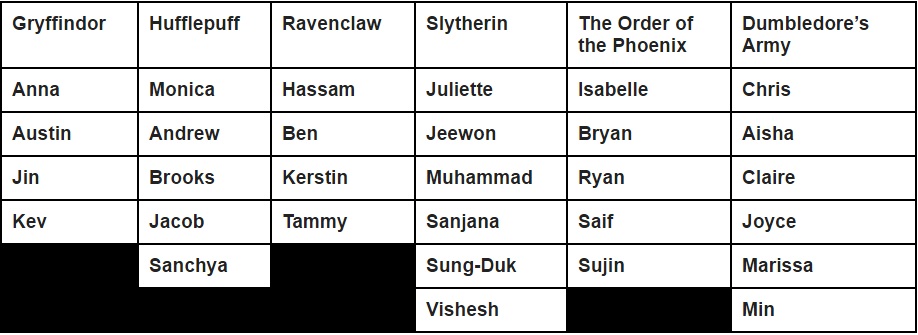 Gryffindor Hufflepuff Ravenclaw Slytherin The Order of the Phoenix Dumbledore’s Army
Anna Monica Hassam Juliette Isabelle Chris
Austin Andrew Ben Jeewon Bryan Aisha
Jin Brooks Kerstin Muhammad Ryan Claire
Kev Jacob Tammy Sanjana Saif Joyce
Sanchya Sung-Duk Sujin Marissa
Vishesh Min